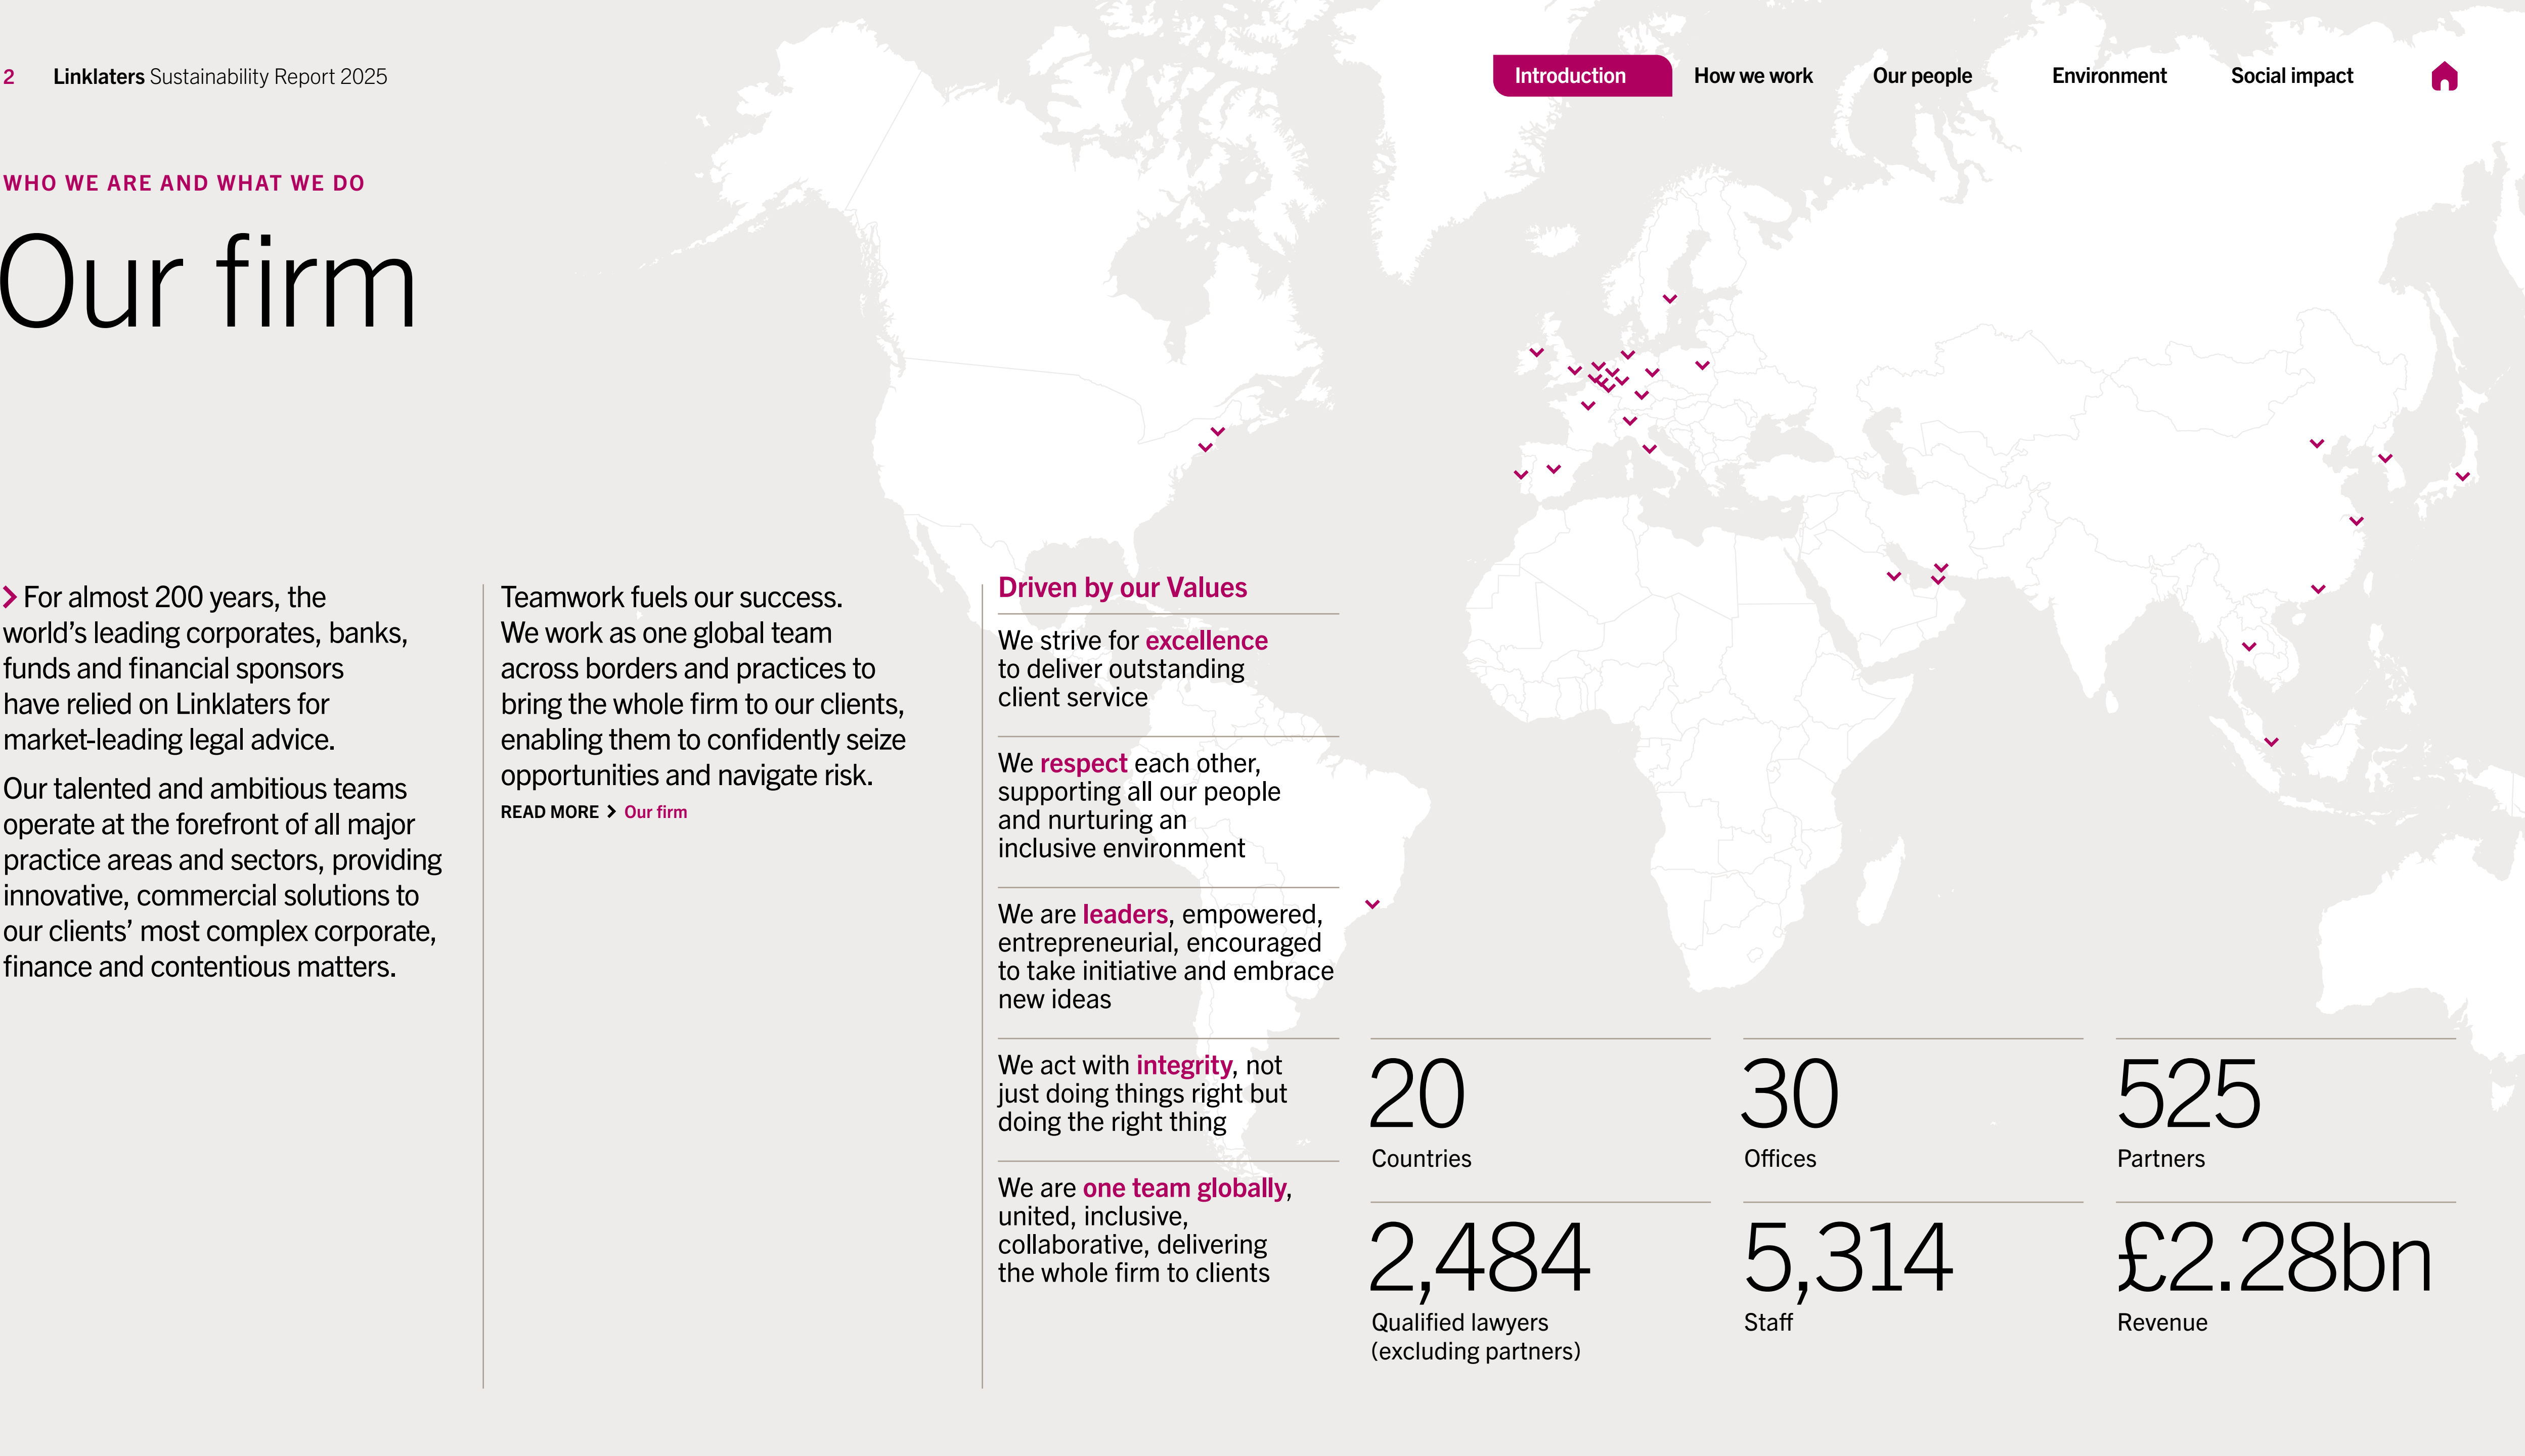 2 Linklaters Sustainability Report 2025
Introduction How we work Our people Environment Social impact
WHO WE ARE AND WHAT WE DO
Our firm
For almost 200 years, the
world’s leading corporates, banks,
funds and financial sponsors
have relied on Linklaters for
market-leading legal advice.
Our talented and ambitious teams
operate at the forefront of all major
practice areas and sectors, providing
innovative, commercial solutions to
our clients’ most complex corporate,
finance and contentious matters.
Teamwork fuels our success.
We work as one global team
across borders and practices to
bring the whole firm to our clients,
enabling them to confidently seize
opportunities and navigate risk.
READ MORE > Our firm
Driven by our Values
We strive for excellence
to deliver outstanding
client service
We respect each other,
supporting all our people
and nurturing an
inclusive environment
We are leaders, empowered,
entrepreneurial, encouraged
to take initiative and embrace
new ideas
We act with integrity, not
just doing things right but
doing the right thing
We are one team globally,
united, inclusive,
collaborative, delivering
the whole firm to clients
20
Countries
30
Offices
525
Partners
2,484
Qualified lawyers
(excluding partners)
5,314
Staff
£2.28bn
Revenue